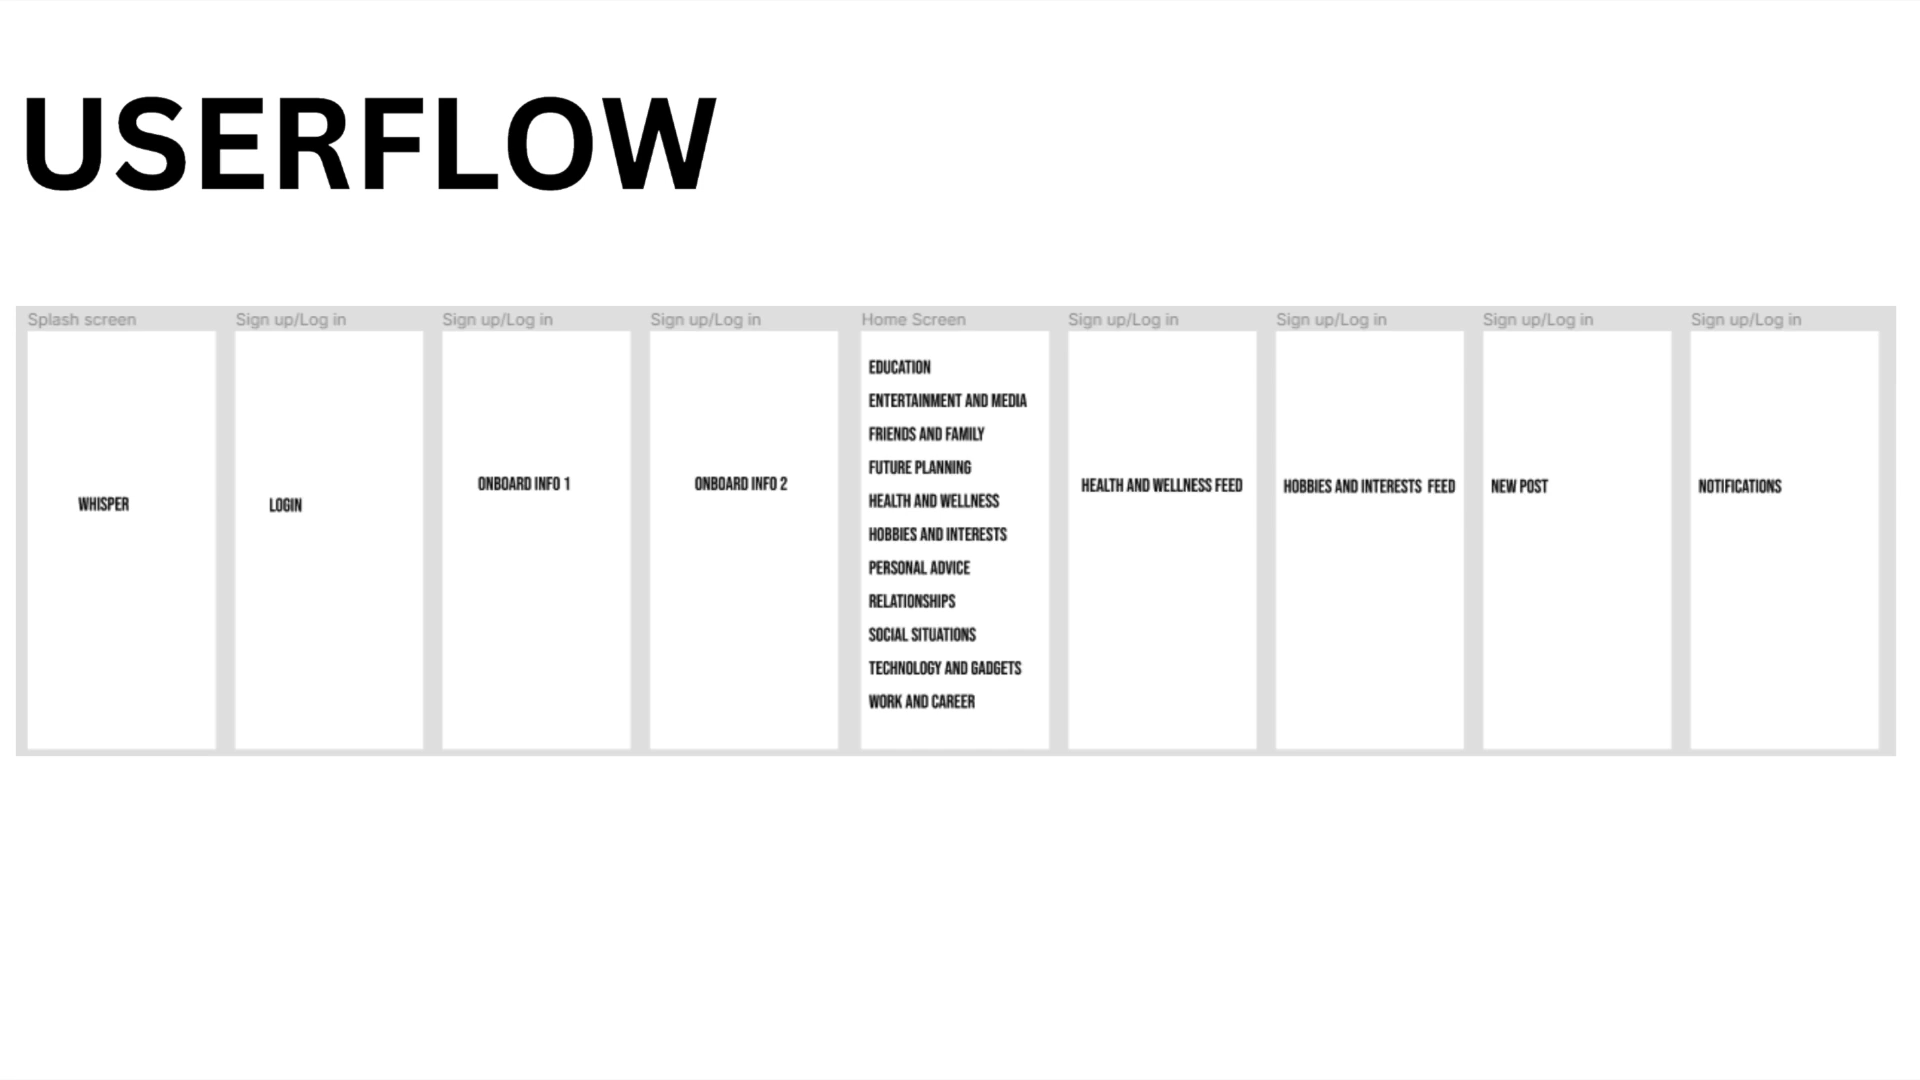 USERFLOW
Splash screen
Sign up/Log in
Sign up/Log in
Sign up/Log in
Home Screen
Sign up/Log in
Sign up/Log in
Sign up/Log in
Sign up/Log in
WHISPER
LOGIN
ONBOARD INFO 1
ONBOARD INFO 2
EDUCATION
ENTERTAINMENT AND MEDIA
FRIENDS AND FAMILY
FUTURE PLANNING
HEALTH AND WELLNESS
HOBBIES AND INTERESTS
PERSONAL ADVICE
RELATIONSHIPS
SOCIAL SITUATIONS
TECHNOLOGY AND GADGETS
WORK AND CAREER
HEALTH AND WELLNESS FEED
HOBBIES AND INTERESTS FEED
NEW POST
NOTIFICATIONS